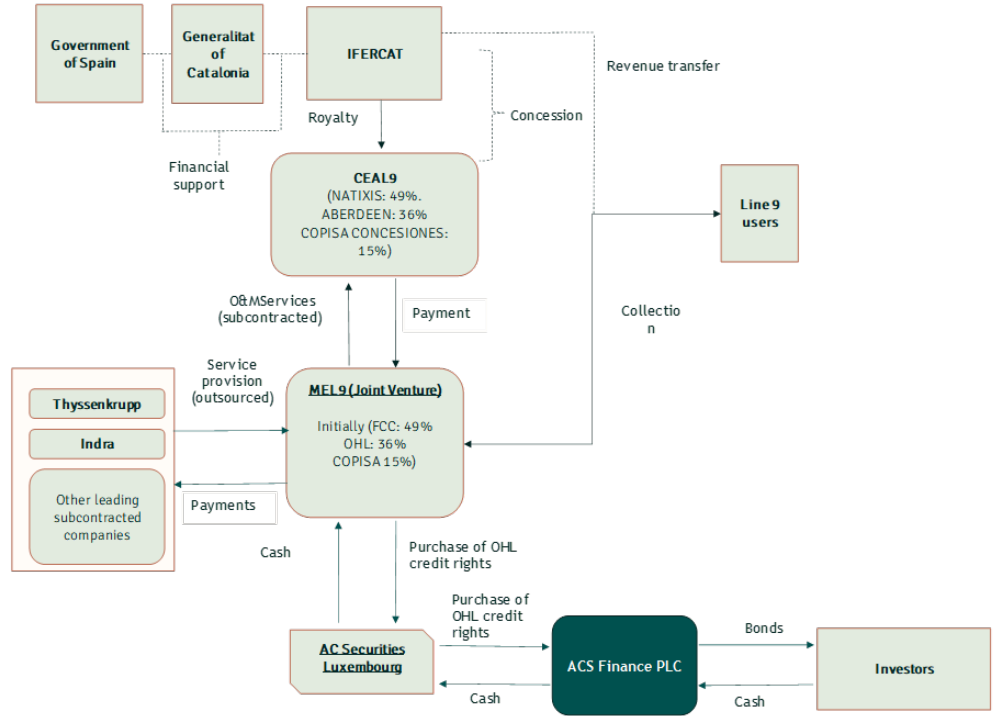 Government
of Spain
Generalitat
of
Catalonia
IFERCAT
Revenue transfer
Royalty
Concession
Financial
support
CEAL9
(NATIXIS: 49%.
ABERDEEN: 36%
COPISA CONCESIONES:
15%)
Line 9
users
O&MServices
(subcontracted)
Payment
Collectio
n
Service
provision
(outsourced)
Thyssenkrupp
Indra
Other leading
subcontracted
companies
MEL9 (Joint Venture)
Initially (FCC: 49%
OHL: 36%
COPISA 15%)
Payments
Cash
Purchase of OHL
credit rights
Purchase of
OHL credit
rights
AC Securities
Luxembourg
Cash
ACS Finance PLC
Bonds
Cash
Investors